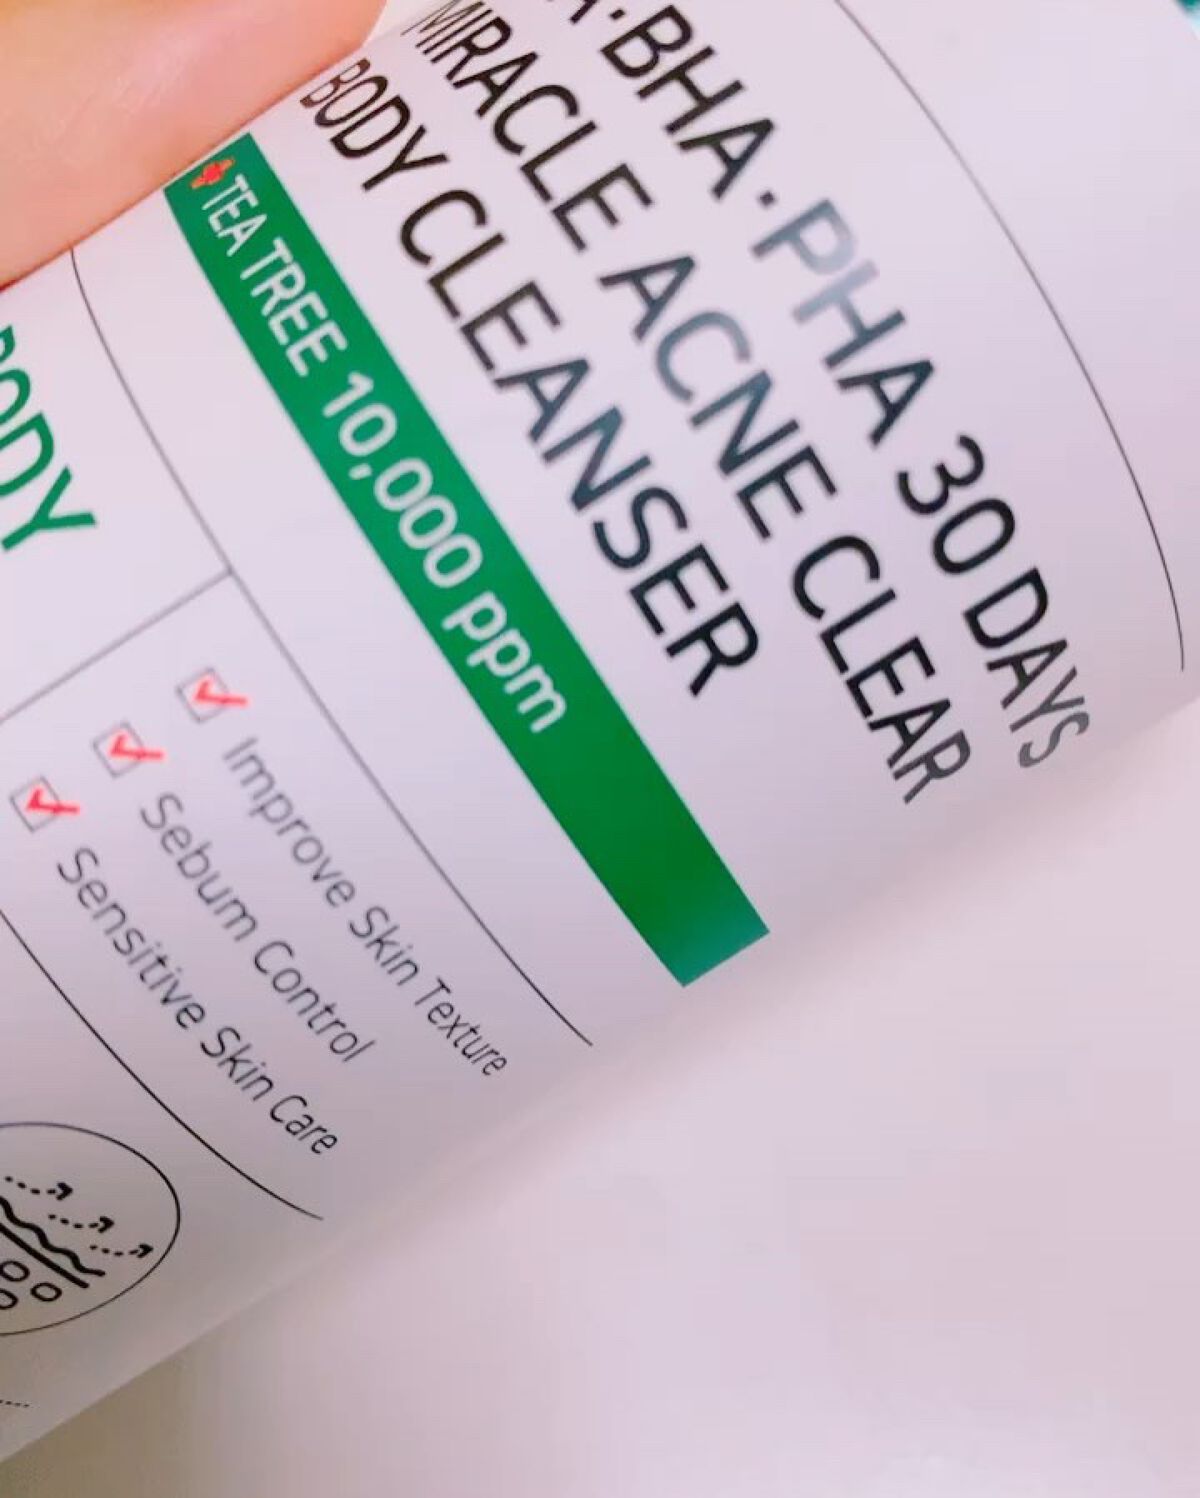 A·BHA·PHA 30 DAYS
MIRACLE ACNE CLEAR
BODY CLEANSER
TEA TREE 10,000 ppm
BODY
Improve Skin Texture
Sebum Control
Sensitive Skin Care